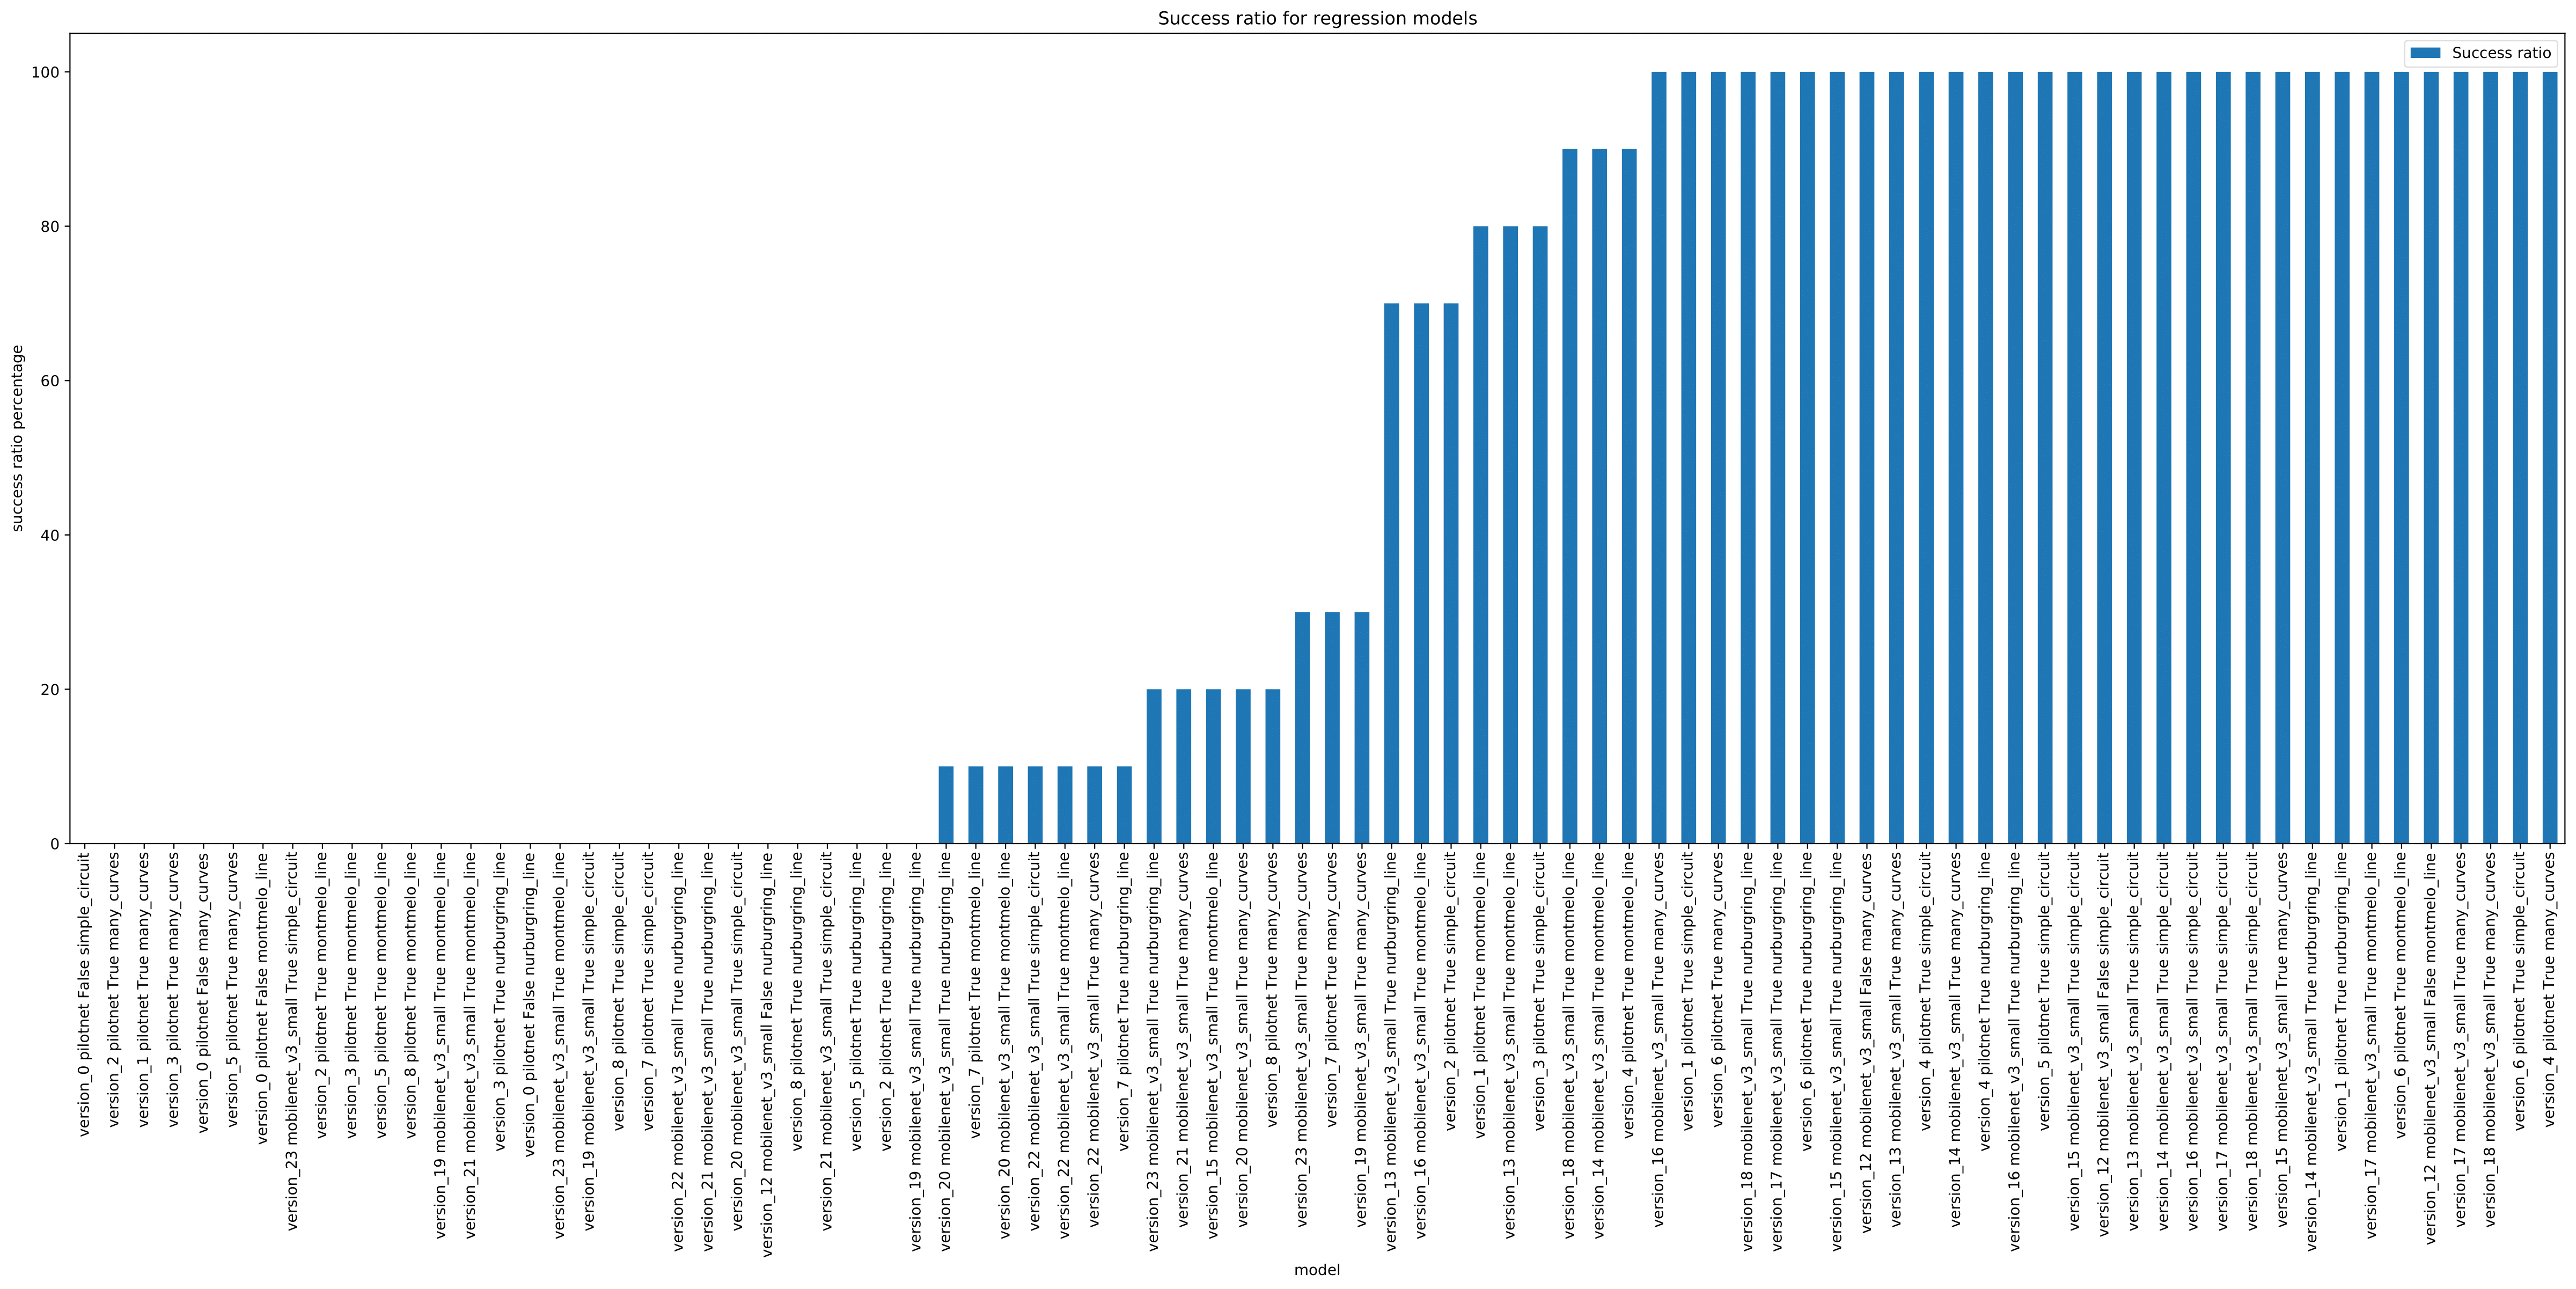 Success ratio for regression models
Success ratio
100
80
60
40
20
0
success ratio percentage
version_0 pilotnet False simple_circuit
version_2 pilotnet True many_curves
version_1 pilotnet True many_curves
version_3 pilotnet True many_curves
version_0 pilotnet False many_curves
version_5 pilotnet True many_curves
version_0 pilotnet False montmelo_line
version_23 mobilenet_v3_small True simple_circuit
version_2 pilotnet True montmelo_line
version_3 pilotnet True montmelo_line
version_5 pilotnet True montmelo_line
version_8 pilotnet True montmelo_line
version_19 mobilenet_v3_small True montmelo_line
version_21 mobilenet_v3_small True montmelo_line
version_3 pilotnet True nurburgring_line
version_0 pilotnet False nurburgring_line
version_23 mobilenet_v3_small True montmelo_line
version_19 mobilenet_v3_small True simple_circuit
version_8 pilotnet True simple_circuit
version_7 pilotnet True simple_circuit
version_22 mobilenet_v3_small True nurburgring_line
version_21 mobilenet_v3_small True nurburgring_line
version_20 mobilenet_v3_small True simple_circuit
version_12 mobilenet_v3_small False nurburgring_line
version_8 pilotnet True nurburgring_line
version_21 mobilenet_v3_small True simple_circuit
version_5 pilotnet True nurburgring_line
version_2 pilotnet True nurburgring_line
version_19 mobilenet_v3_small True nurburgring_line
version_20 mobilenet_v3_small True nurburgring_line
version_7 pilotnet True montmelo_line
version_20 mobilenet_v3_small True montmelo_line
version_22 mobilenet_v3_small True simple_circuit
version_22 mobilenet_v3_small True montmelo_line
version_22 mobilenet_v3_small True many_curves
version_7 pilotnet True nurburgring_line
version_23 mobilenet_v3_small True nurburgring_line
version_21 mobilenet_v3_small True many_curves
version_15 mobilenet_v3_small True montmelo_line
version_20 mobilenet_v3_small True many_curves
version_8 pilotnet True many_curves
version_23 mobilenet_v3_small True many_curves
version_7 pilotnet True many_curves
version_19 mobilenet_v3_small True many_curves
version_13 mobilenet_v3_small True nurburgring_line
version_16 mobilenet_v3_small True montmelo_line
version_2 pilotnet True simple_circuit
version_1 pilotnet True montmelo_line
version_13 mobilenet_v3_small True montmelo_line
version_3 pilotnet True simple_circuit
version_18 mobilenet_v3_small True montmelo_line
version_14 mobilenet_v3_small True montmelo_line
version_4 pilotnet True montmelo_line
version_16 mobilenet_v3_small True many_curves
version_1 pilotnet True simple_circuit
version_6 pilotnet True many_curves
version_18 mobilenet_v3_small True nurburgring_line
version_17 mobilenet_v3_small True nurburgring_line
version_6 pilotnet True nurburgring_line
version_15 mobilenet_v3_small True nurburgring_line
version_12 mobilenet_v3_small False many_curves
version_13 mobilenet_v3_small True many_curves
version_4 pilotnet True simple_circuit
version_14 mobilenet_v3_small True many_curves
version_4 pilotnet True nurburgring_line
version_16 mobilenet_v3_small True nurburgring_line
version_5 pilotnet True simple_circuit
version_15 mobilenet_v3_small True simple_circuit
version_12 mobilenet_v3_small False simple_circuit
version_13 mobilenet_v3_small True simple_circuit
version_14 mobilenet_v3_small True simple_circuit
version_16 mobilenet_v3_small True simple_circuit
version_17 mobilenet_v3_small True simple_circuit
version_18 mobilenet_v3_small True simple_circuit
version_15 mobilenet_v3_small True many_curves
version_14 mobilenet_v3_small True nurburgring_line
version_1 pilotnet True nurburgring_line
version_17 mobilenet_v3_small True montmelo_line
version_6 pilotnet True montmelo_line
version_12 mobilenet_v3_small False montmelo_line
version_17 mobilenet_v3_small True many_curves
version_18 mobilenet_v3_small True many_curves
version_6 pilotnet True simple_circuit
version_4 pilotnet True many_curves
model